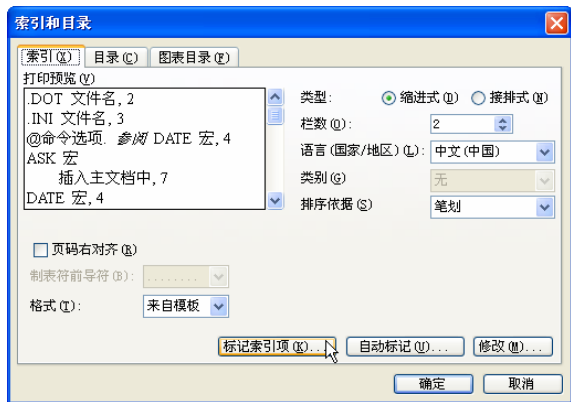 索引和目录
索引(X) 目录(C) 图表目录(F)
打印预览(V)
.DOT 文件名, 2
.INI 文件名, 3
@命令选项. 参阅 DATE 宏, 4
ASK 宏
插入主文档中, 7
DATE 宏, 4
类型: 缩进式(D) 接排式(N)
栏数(O): 2
语言(国家/地区)(L): 中文(中国)
类别(G) 无
排序依据(S) 笔划
页码右对齐(R)
制表符前导符(B): ........
格式(T): 来自模板
标记索引项(K)... 自动标记(U)... 修改(M)...
确定 取消